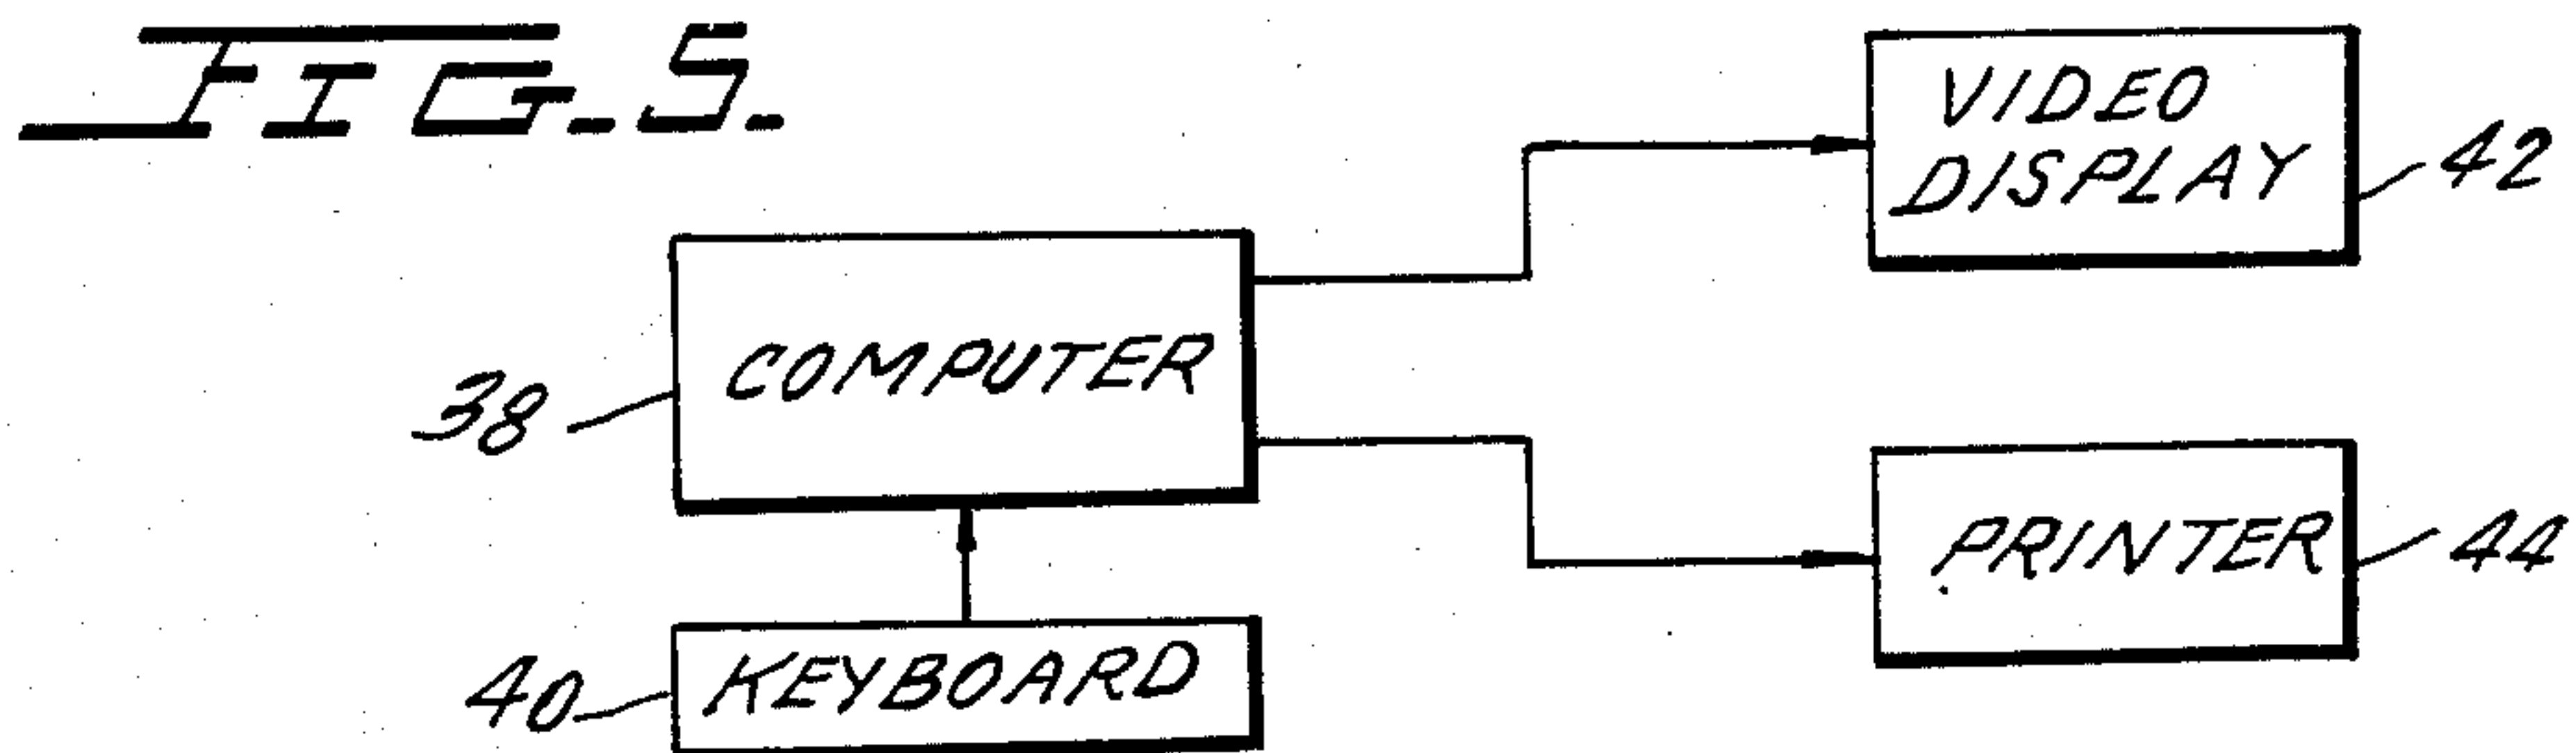 FIG. 5.
VIDEO
DISPLAY
42
COMPUTER
38
PRINTER
44
KEYBOARD
40